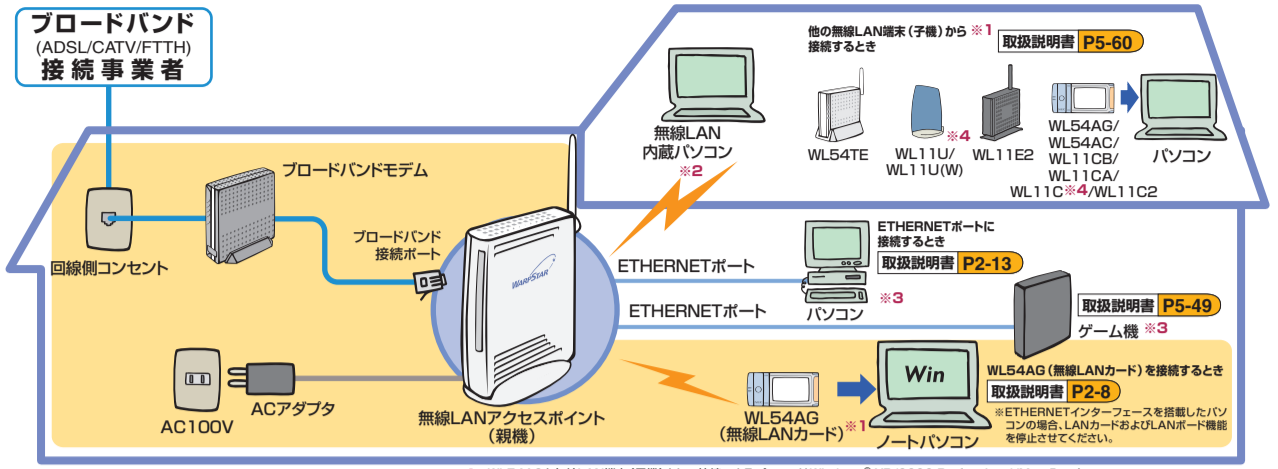 ブロードバンド
(ADSL/CATV/FTTH)
接続事業者
他の無線LAN端末（子機）から ※1
接続するとき
取扱説明書 P5-60
無線LAN
内蔵パソコン
※2
WL54TE
※4
WL11U/
WL11U(W)
WL11E2
WL54AG/
WL54AC/
WL11CB/
WL11CA/
WL11C※4/WL11C2
パソコン
ブロードバンドモデム
ブロードバンド
接続ポート
回線側コンセント
WARPSTAR
ETHERNETポート
ETHERNETポートに
接続するとき
取扱説明書 P2-13
※3
パソコン
ETHERNETポート
取扱説明書 P5-49
ゲーム機 ※3
AC100V
ACアダプタ
無線LANアクセスポイント
（親機）
WL54AG
（無線LANカード）※1
Win
ノートパソコン
WL54AG（無線LANカード）を接続するとき
取扱説明書 P2-8
※ETHERNETインターフェースを搭載したパソ
コンの場合、LANカードおよびLANボード機能
を停止させてください。